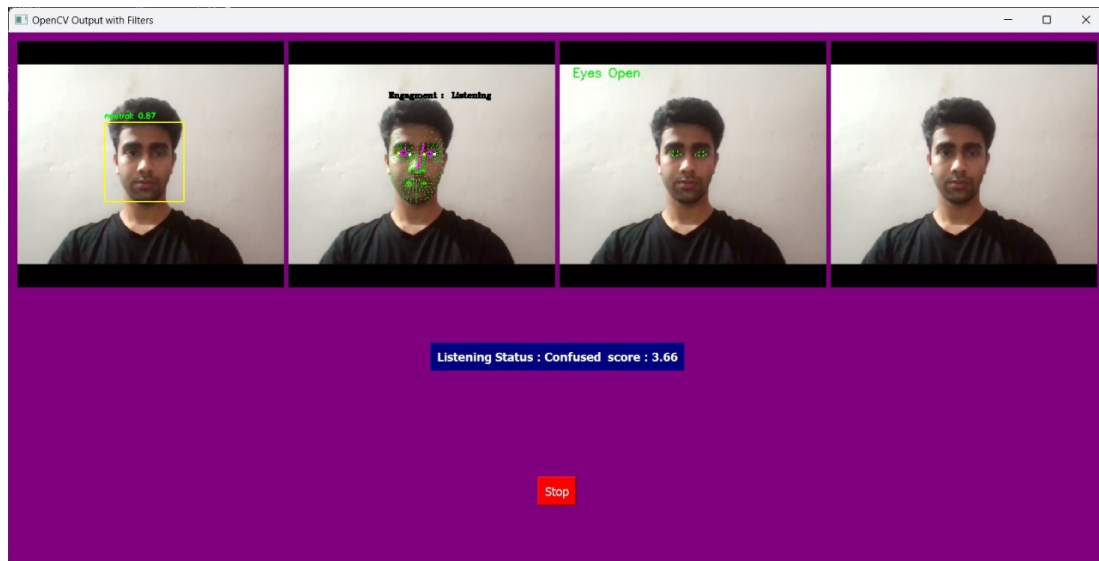 OpenCV Output with Filters
neutral: 0.87
Engagment : Listening
Eyes Open
Listening Status : Confused score : 3.66
Stop